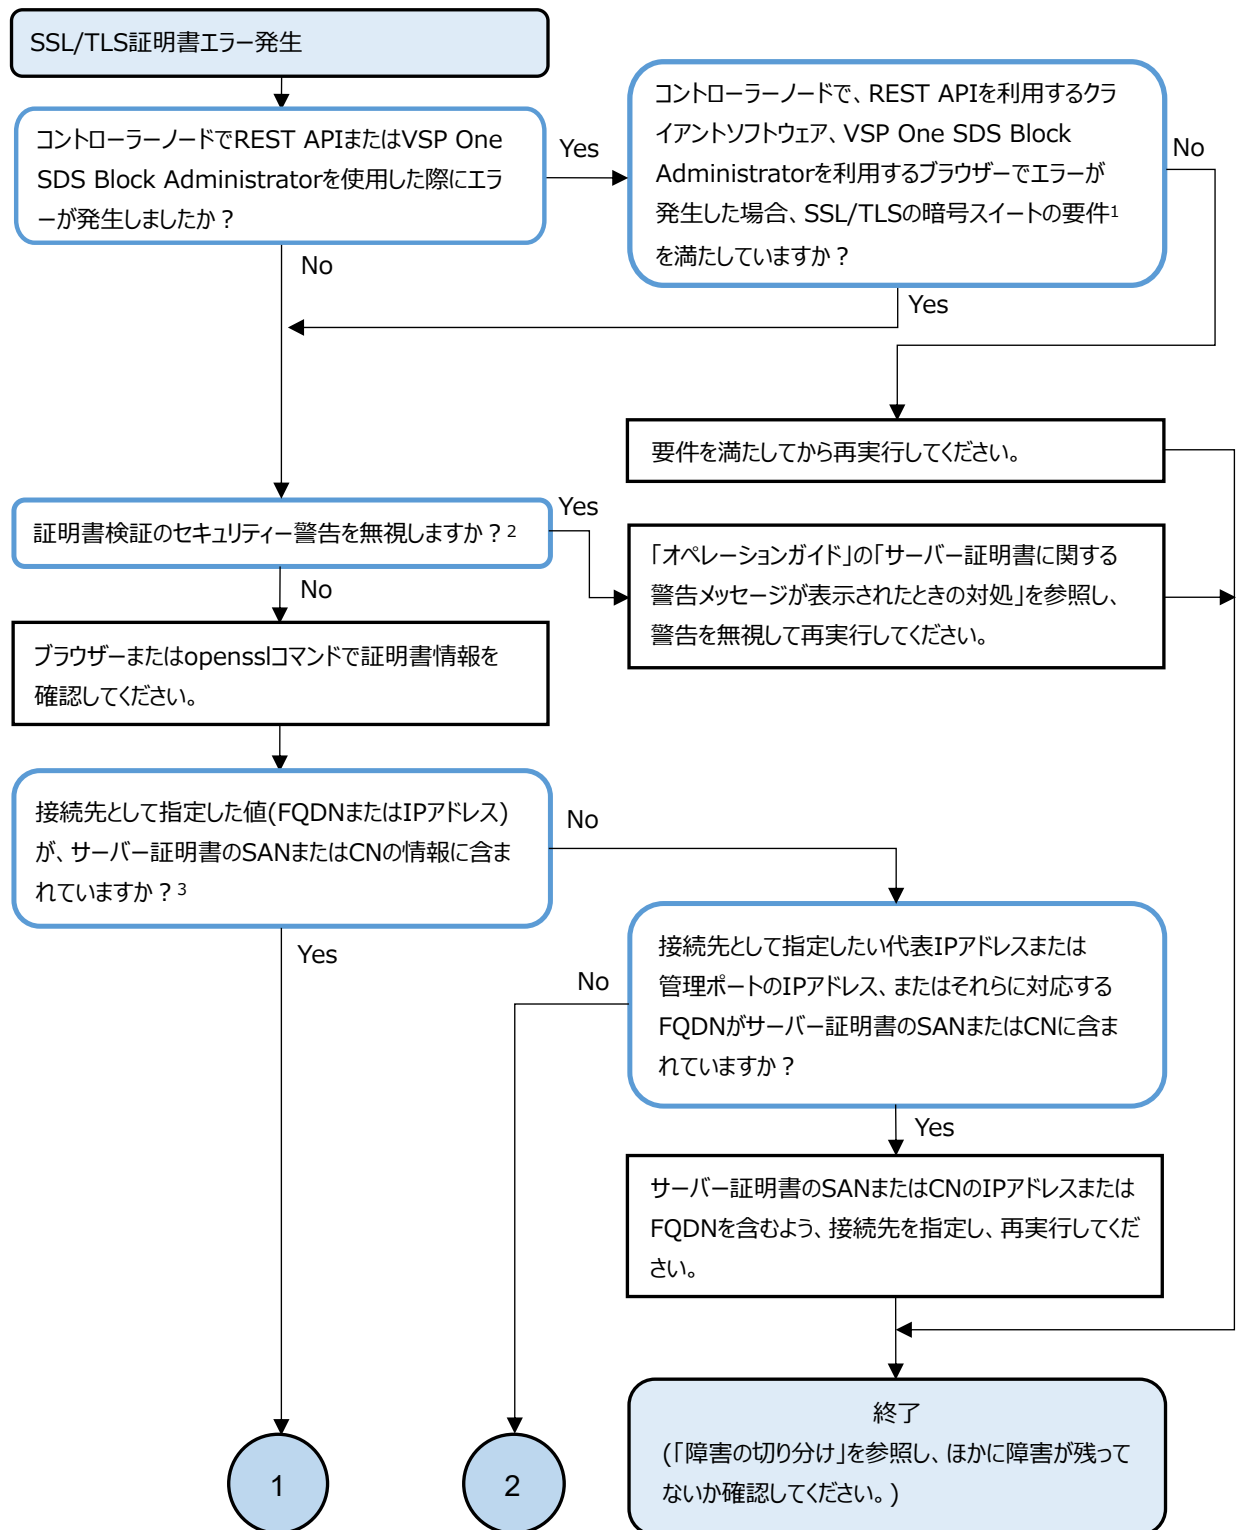 SSL/TLS証明書エラー発生
コントローラーノードでREST APIまたはVSP One
SDS Block Administratorを使用した際にエラ
ーが発生しましたか？
Yes
コントローラーノードで、REST APIを利用するクラ
イアントソフトウェア、VSP One SDS Block
Administratorを利用するブラウザーでエラーが
発生した場合、SSL/TLSの暗号スイートの要件1
を満たしていますか？
No
No
Yes
要件を満たしてから再実行してください。
証明書検証のセキュリティー警告を無視しますか？2
Yes
「オペレーションガイド」の「サーバー証明書に関する
警告メッセージが表示されたときの対処」を参照し、
警告を無視して再実行してください。
No
ブラウザーまたはopensslコマンドで証明書情報を
確認してください。
接続先として指定した値(FQDNまたはIPアドレス)
が、サーバー証明書のSANまたはCNの情報に含ま
れていますか？3
No
Yes
接続先として指定したい代表IPアドレスまたは
管理ポートのIPアドレス、またはそれらに対応する
FQDNがサーバー証明書のSANまたはCNに含ま
れていますか？
No
Yes
サーバー証明書のSANまたはCNのIPアドレスまたは
FQDNを含むよう、接続先を指定し、再実行してくだ
さい。
終了
(「障害の切り分け」を参照し、ほかに障害が残って
ないか確認してください。)
1
2